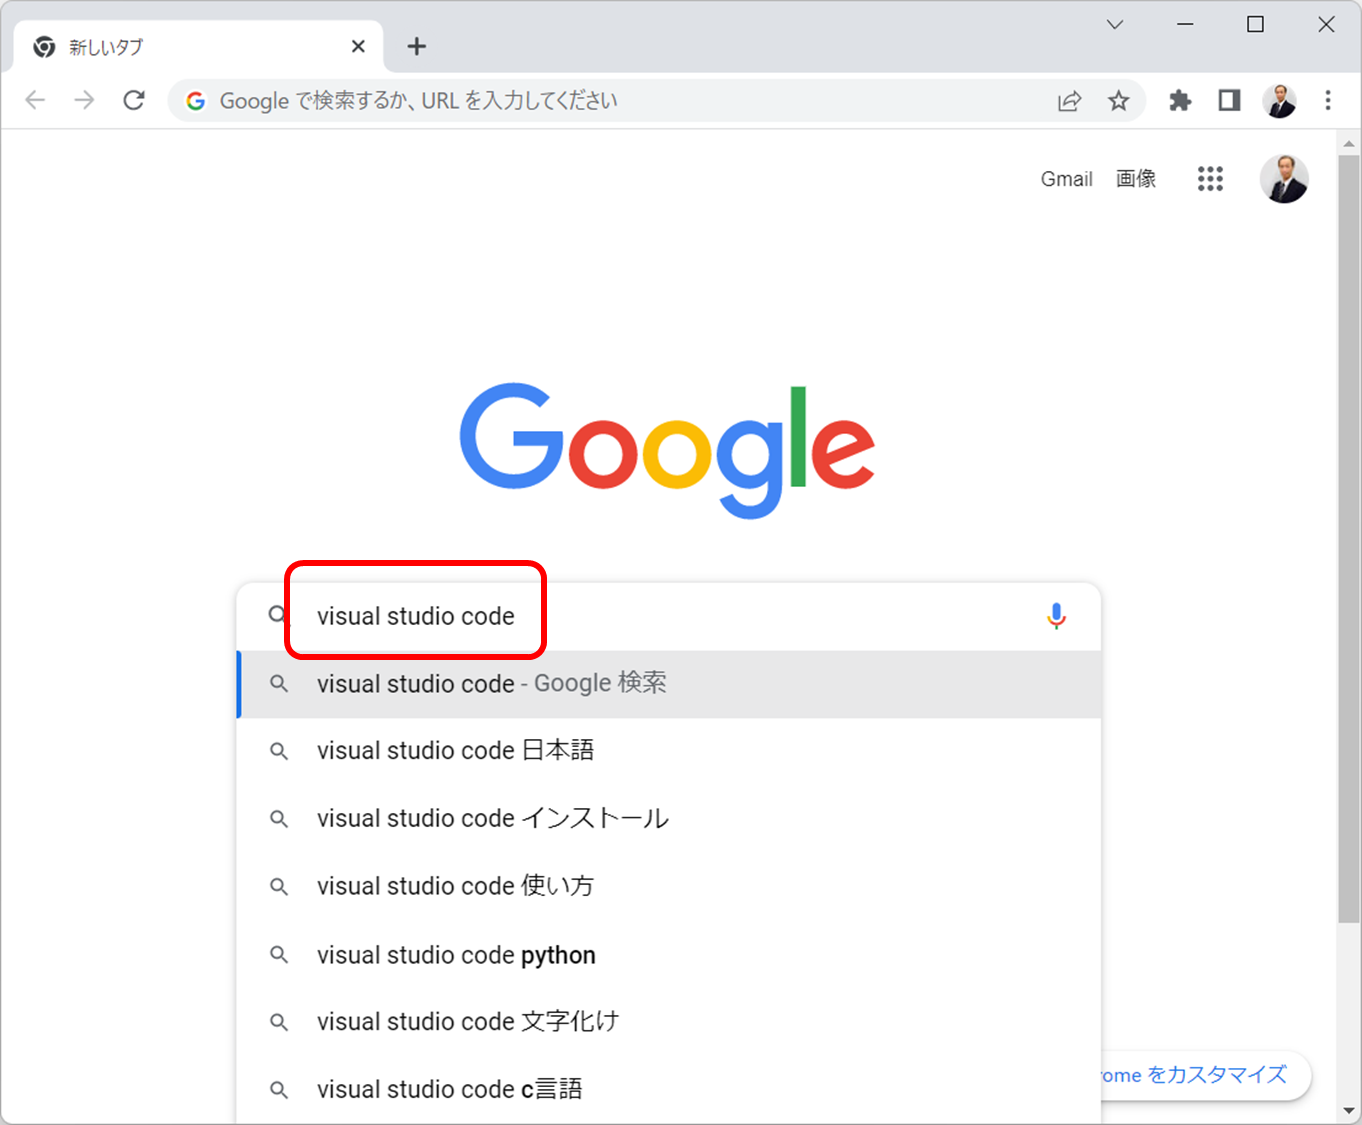 新しいタブ
Google で検索するか、URL を入力してください
Gmail 画像
Google
visual studio code
visual studio code - Google 検索
visual studio code 日本語
visual studio code インストール
visual studio code 使い方
visual studio code python
visual studio code 文字化け
rome をカスタマイズ
visual studio code c言語